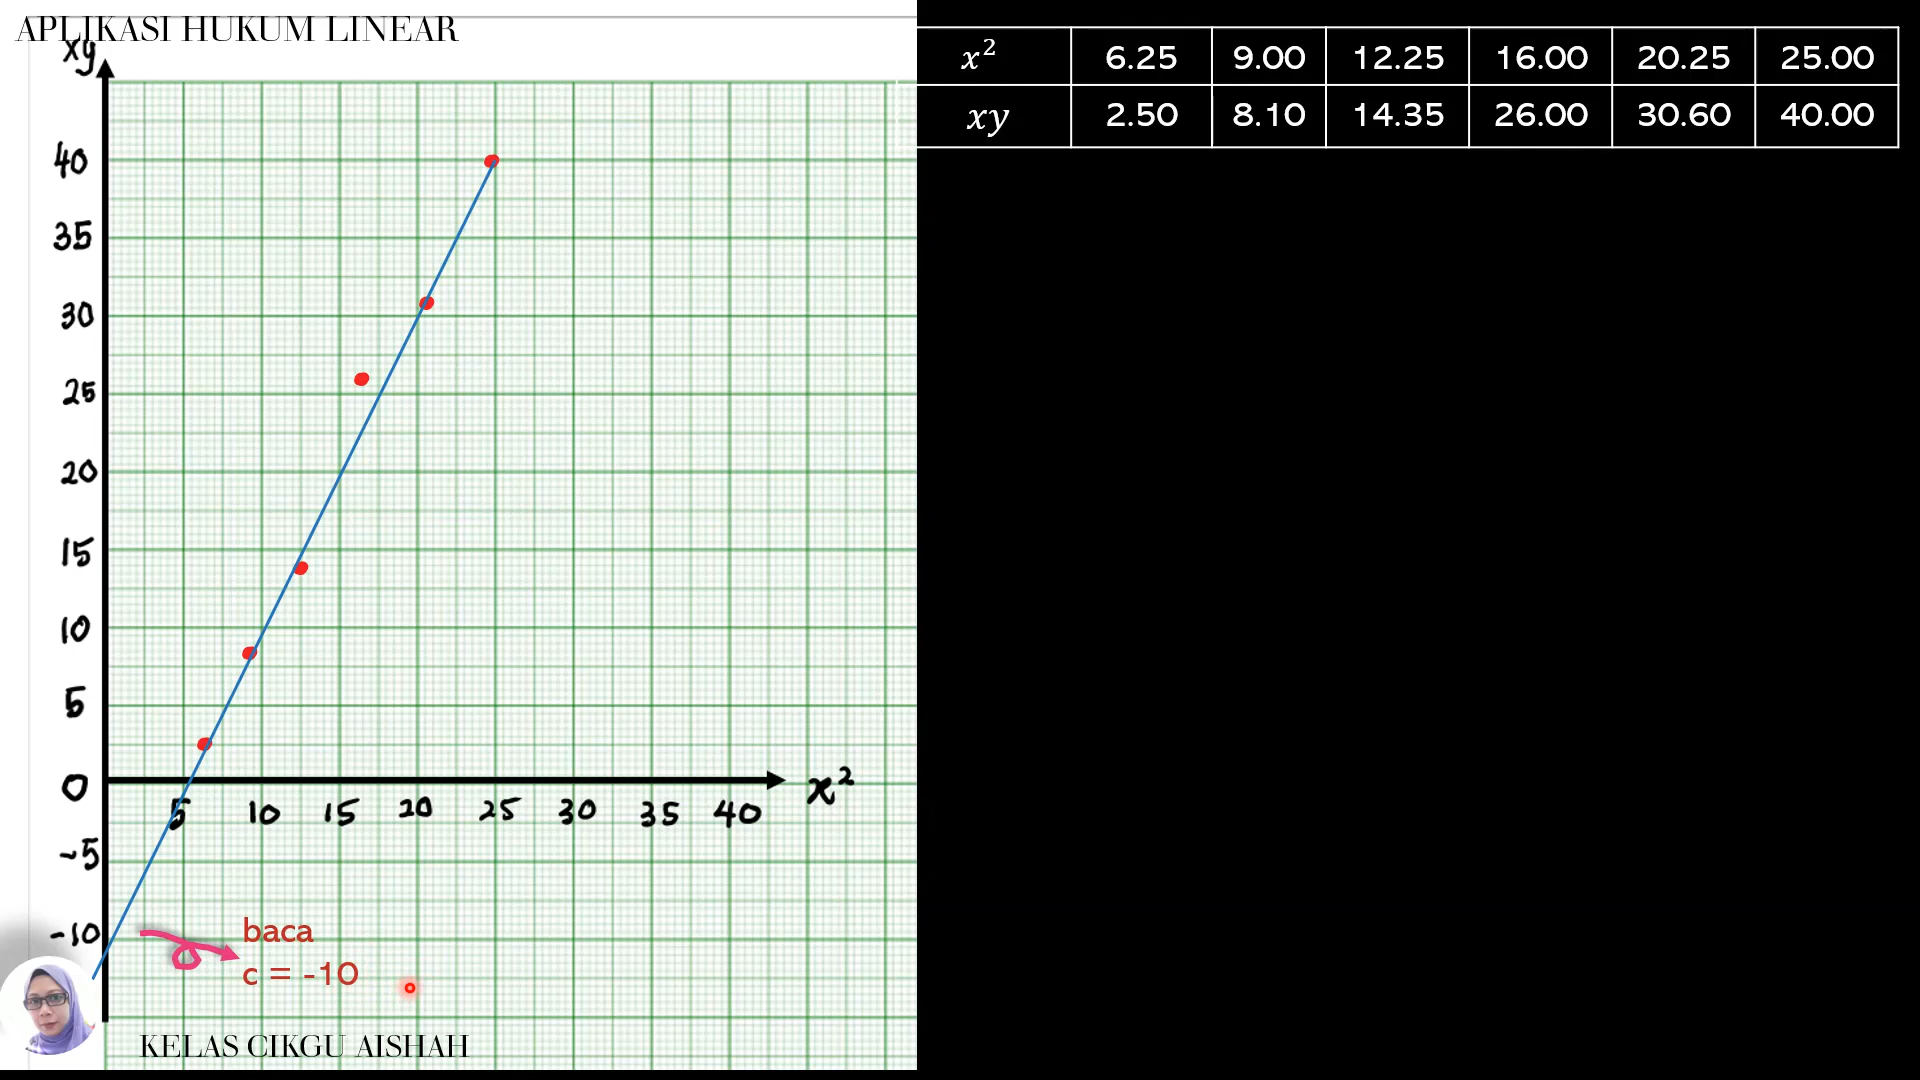 APLIKASI HUKUM LINEAR
xy
40
35
30
25
20
15
10
5
0
5 10 15 20 25 30 35 40 x²
-5
-10
baca
c = -10
KELAS CIKGU AISHAH
x² 6.25 9.00 12.25 16.00 20.25 25.00
xy 2.50 8.10 14.35 26.00 30.60 40.00